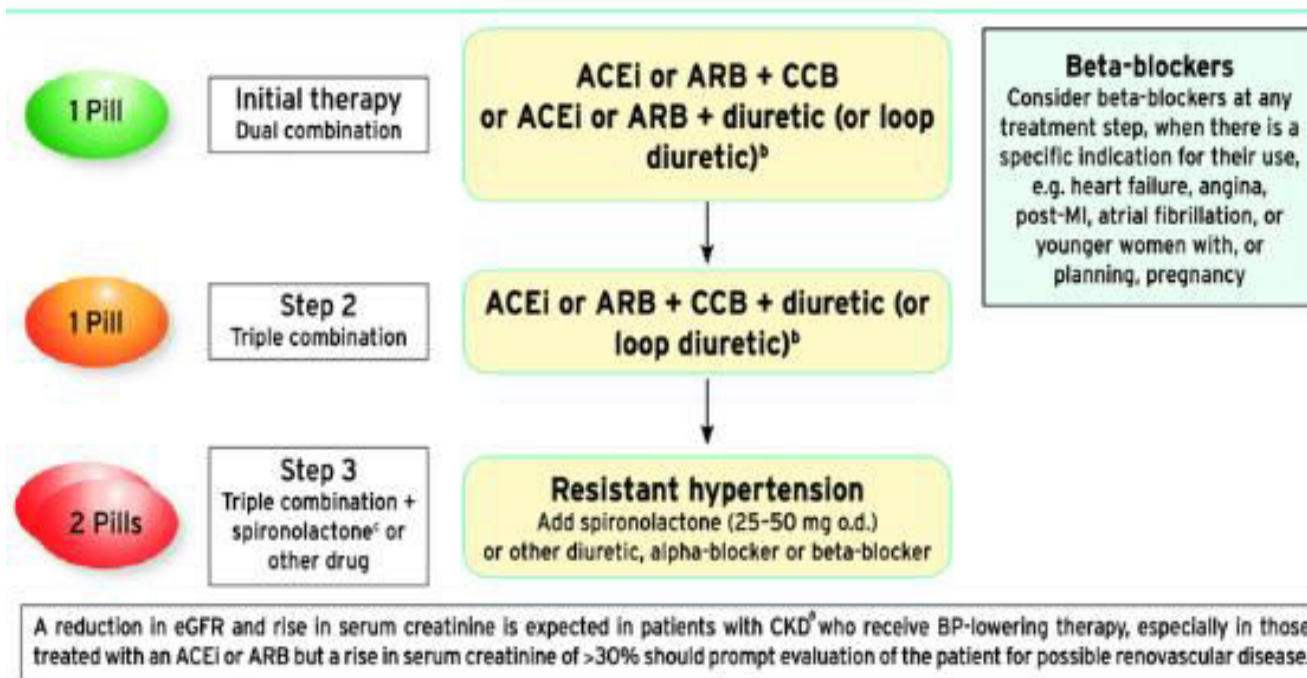 1 Pill
Initial therapy
Dual combination
ACEi or ARB + CCB
or ACEi or ARB + diuretic (or loop
diuretic)ᵇ
Beta-blockers
Consider beta-blockers at any
treatment step, when there is a
specific indication for their use,
e.g. heart failure, angina,
post-MI, atrial fibrillation, or
younger women with, or
planning, pregnancy
1 Pill
Step 2
Triple combination
ACEi or ARB + CCB + diuretic (or
loop diuretic)ᵇ
2 Pills
Step 3
Triple combination +
spironolactoneᶜ or
other drug
Resistant hypertension
Add spironolactone (25–50 mg o.d.)
or other diuretic, alpha-blocker or beta-blocker
A reduction in eGFR and rise in serum creatinine is expected in patients with CKDᵃ who receive BP-lowering therapy, especially in those
treated with an ACEi or ARB but a rise in serum creatinine of >30% should prompt evaluation of the patient for possible renovascular disease.